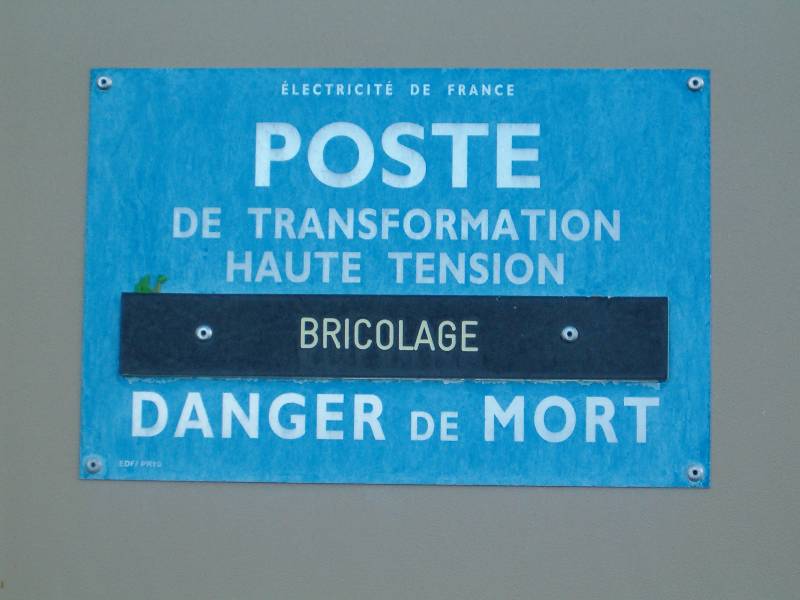 ÉLECTRICITÉ DE FRANCE
POSTE
DE TRANSFORMATION
HAUTE TENSION
BRICOLAGE
DANGER DE MORT